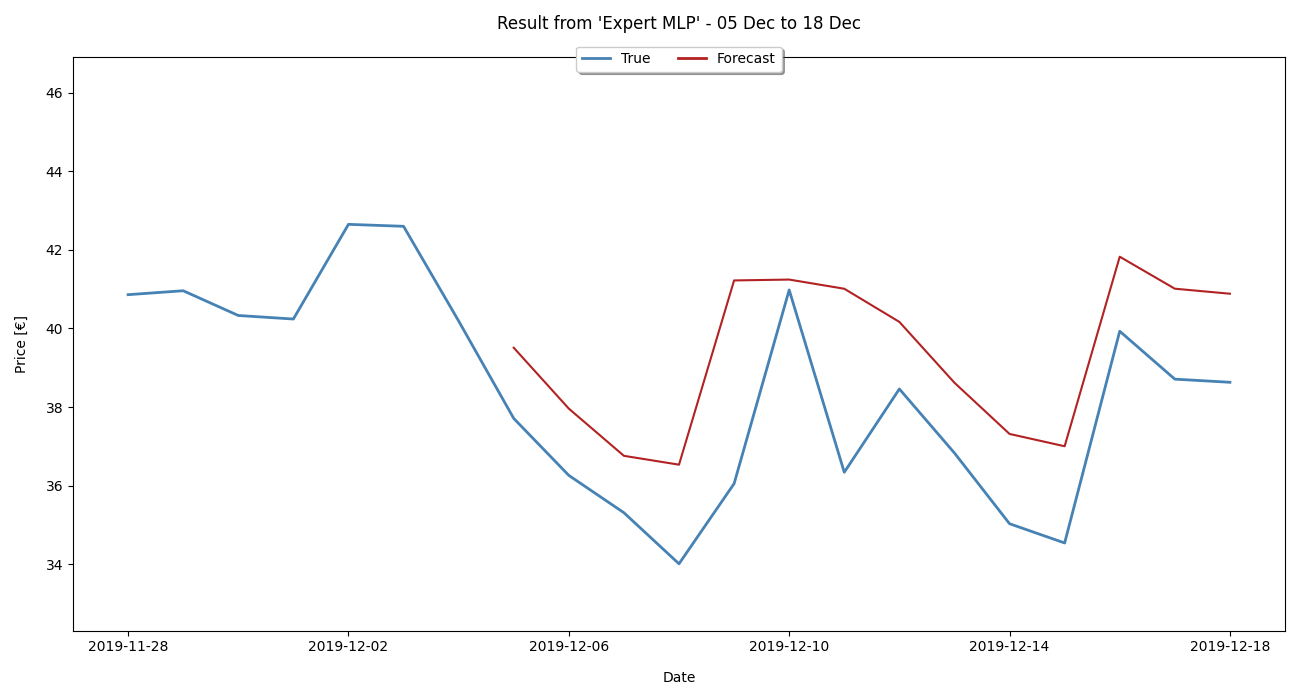 Result from 'Expert MLP' - 05 Dec to 18 Dec
True Forecast
46
44
42
40
38
36
34
Price [€]
2019-11-28 2019-12-02 2019-12-06 2019-12-10 2019-12-14 2019-12-18
Date